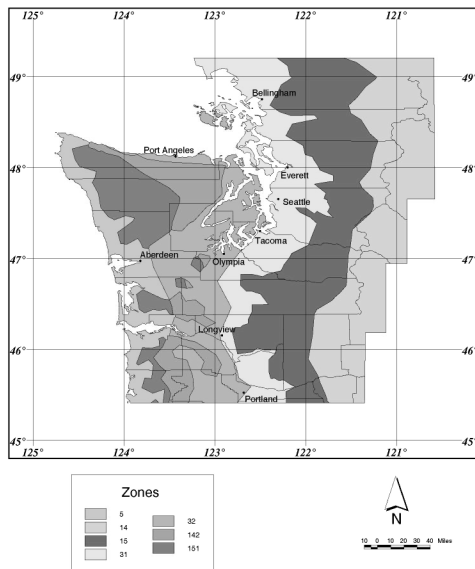 125° 124° 123° 122° 121°
49° 49°
Bellingham
48° 48°
Port Angeles
Everett
Seattle
Tacoma
47° 47°
Aberdeen
Olympia
Longview
46° 46°
Portland
45° 45°
125° 124° 123° 122° 121°
Zones
5 32
14 142
15 151
31
N
10 0 10 20 30 40 Miles